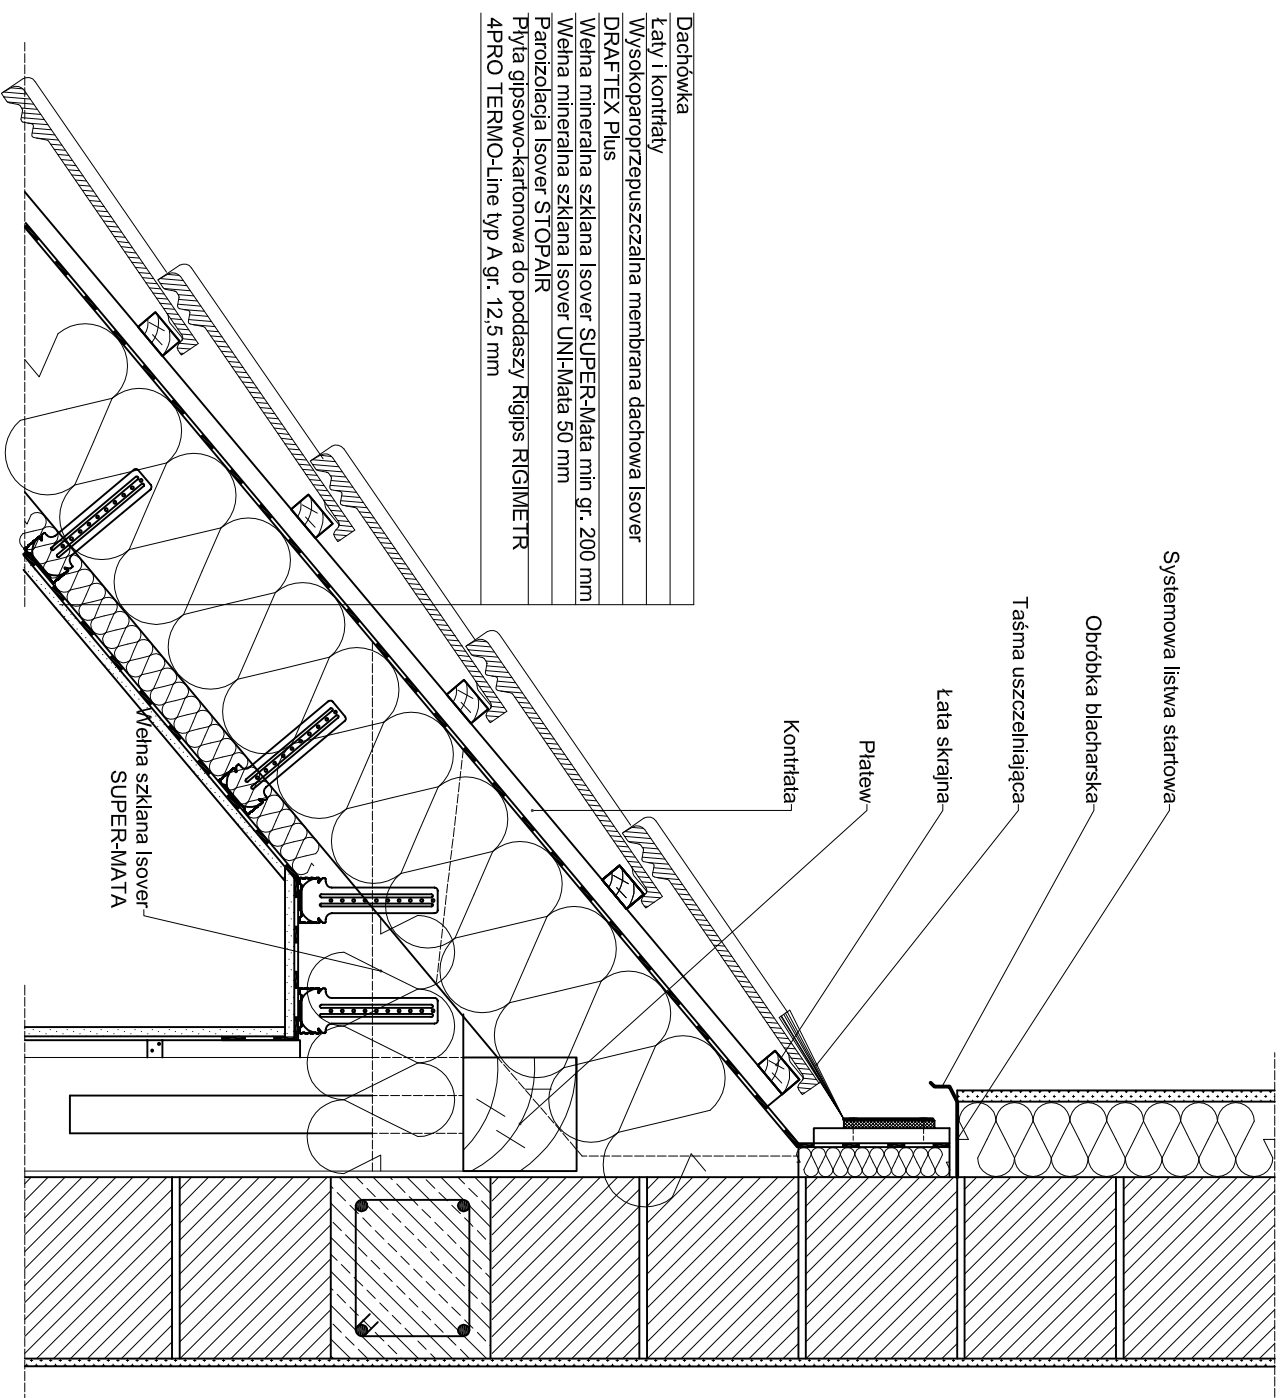 Dachówka
Łaty i kontrłaty
Wysokoparoprzepuszczalna membrana dachowa Isover
DRAFTEX Plus
Wełna mineralna szklana Isover SUPER-Mata min gr. 200 mm
Wełna mineralna szklana Isover UNI-Mata 50 mm
Paroizolacja Isover STOPAIR
Płyta gipsowo-kartonowa do poddaszy Rigips RIGIMETR
4PRO TERMO-Line typ A gr. 12,5 mm
Systemowa listwa startowa
Obróbka blacharska
Taśma uszczelniająca
Łata skrajna
Płatew
Kontrłata
Wełna szklana Isover
SUPER-MATA